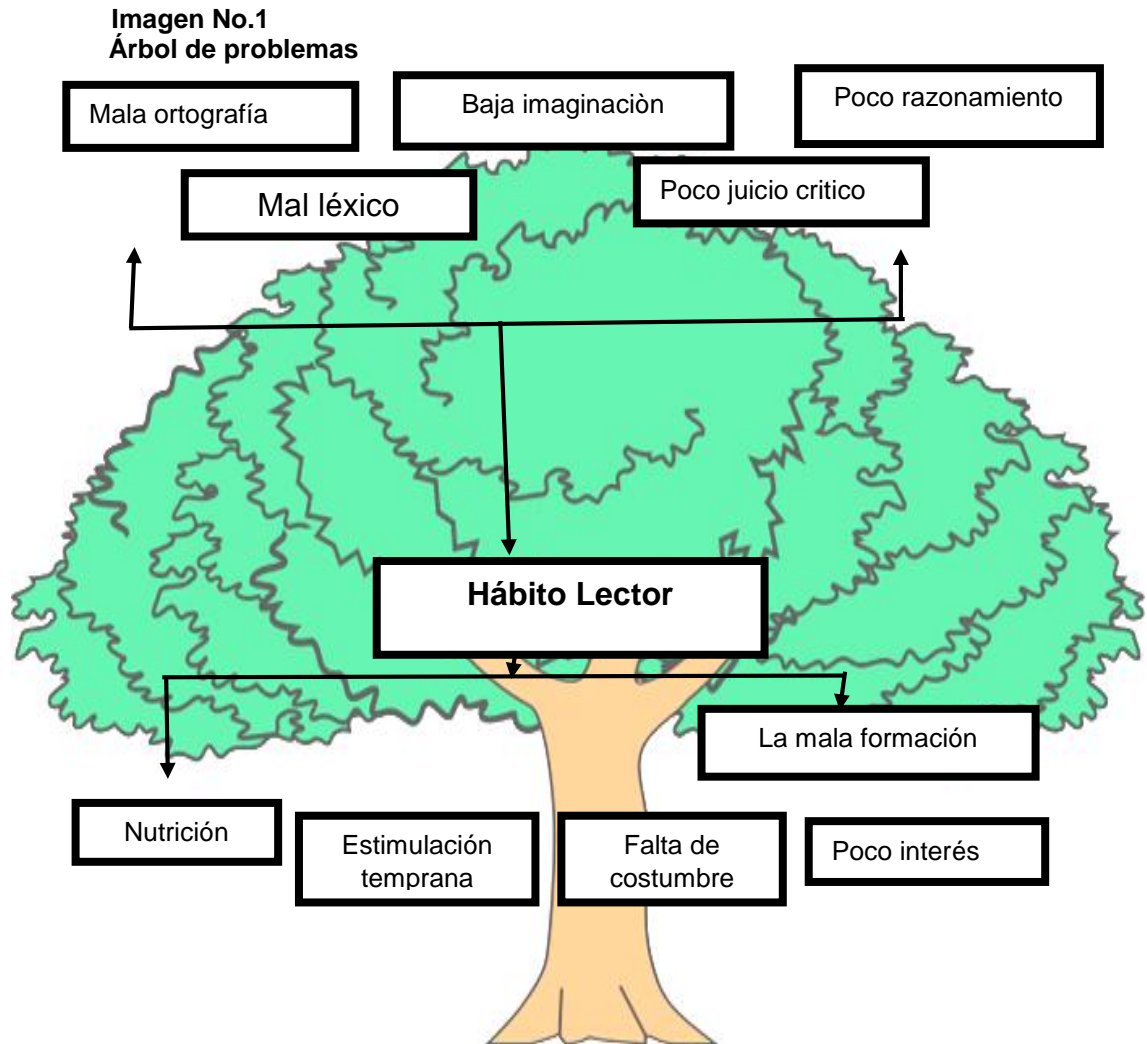 Imagen No.1
Árbol de problemas
Mala ortografía
Baja imaginaciòn
Poco razonamiento
Mal léxico
Poco juicio critico
Hábito Lector
La mala formación
Nutrición
Estimulación
temprana
Falta de
costumbre
Poco interés